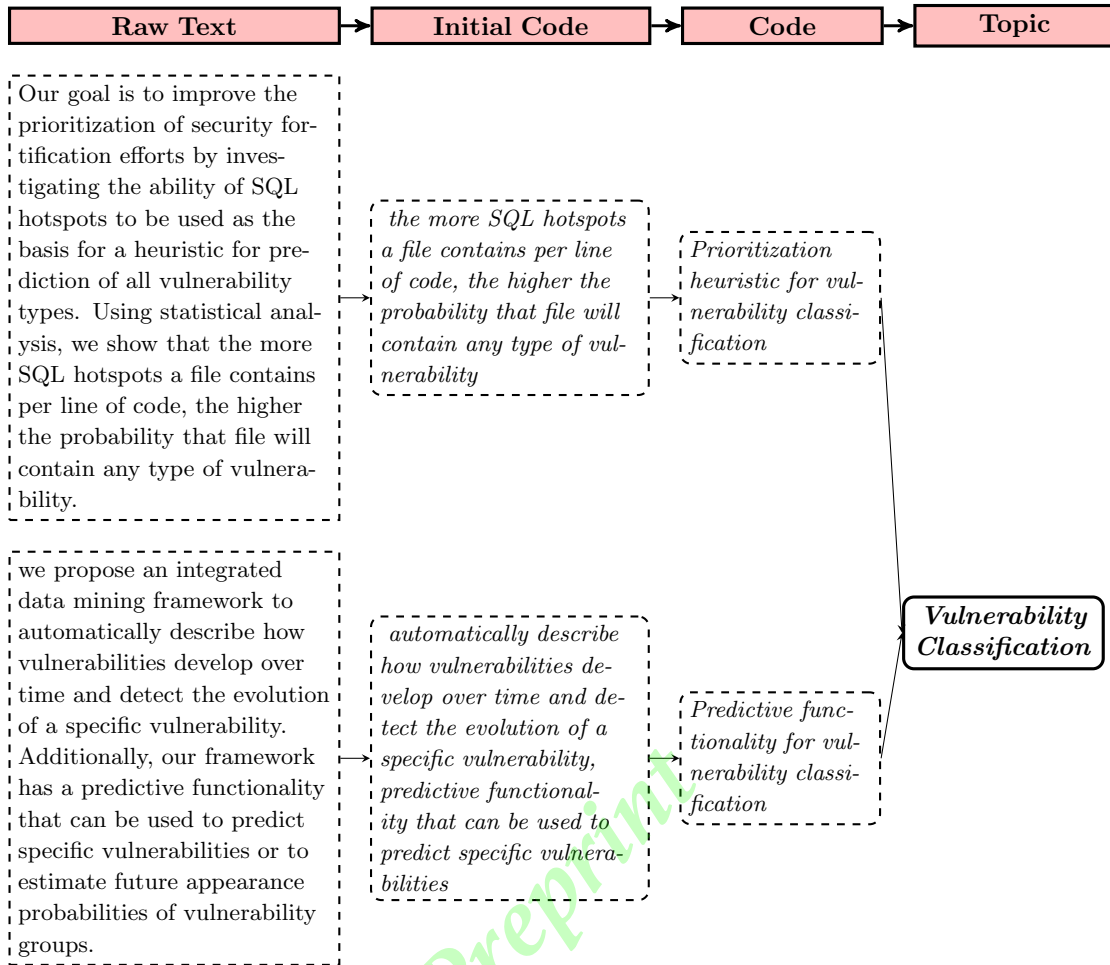 Raw Text
Initial Code
Code
Topic
Our goal is to improve the
prioritization of security for-
tification efforts by inves-
tigating the ability of SQL
hotspots to be used as the
basis for a heuristic for pre-
diction of all vulnerability
types. Using statistical anal-
ysis, we show that the more
SQL hotspots a file contains
per line of code, the higher
the probability that file will
contain any type of vulnera-
bility.
the more SQL hotspots
a file contains per line
of code, the higher the
probability that file will
contain any type of vul-
nerability
Prioritization
heuristic for vul-
nerability classi-
fication
we propose an integrated
data mining framework to
automatically describe how
vulnerabilities develop over
time and detect the evolution
of a specific vulnerability.
Additionally, our framework
has a predictive functionality
that can be used to predict
specific vulnerabilities or to
estimate future appearance
probabilities of vulnerability
groups.
automatically describe
how vulnerabilities de-
velop over time and de-
tect the evolution of a
specific vulnerability,
predictive functional-
ity that can be used to
predict specific vulnera-
bilities
Predictive func-
tionality for vul-
nerability classi-
fication
Vulnerability
Classification
Preprint